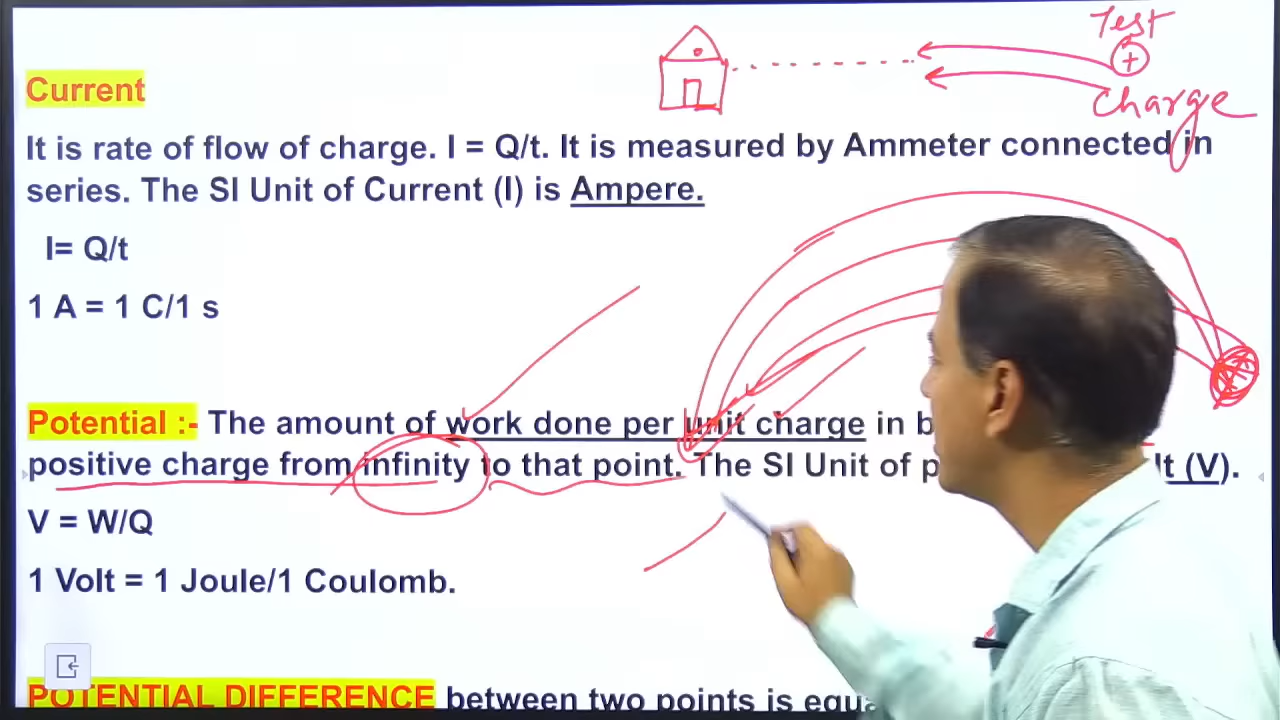 Test
+
Charge
Current
It is rate of flow of charge. I = Q/t. It is measured by Ammeter connected in
series. The SI Unit of Current (I) is Ampere.
I= Q/t
1 A = 1 C/1 s
Potential :- The amount of work done per unit charge in
positive charge from infinity to that point. The SI Unit of (V).
V = W/Q
1 Volt = 1 Joule/1 Coulomb.
POTENTIAL DIFFERENCE between two points is